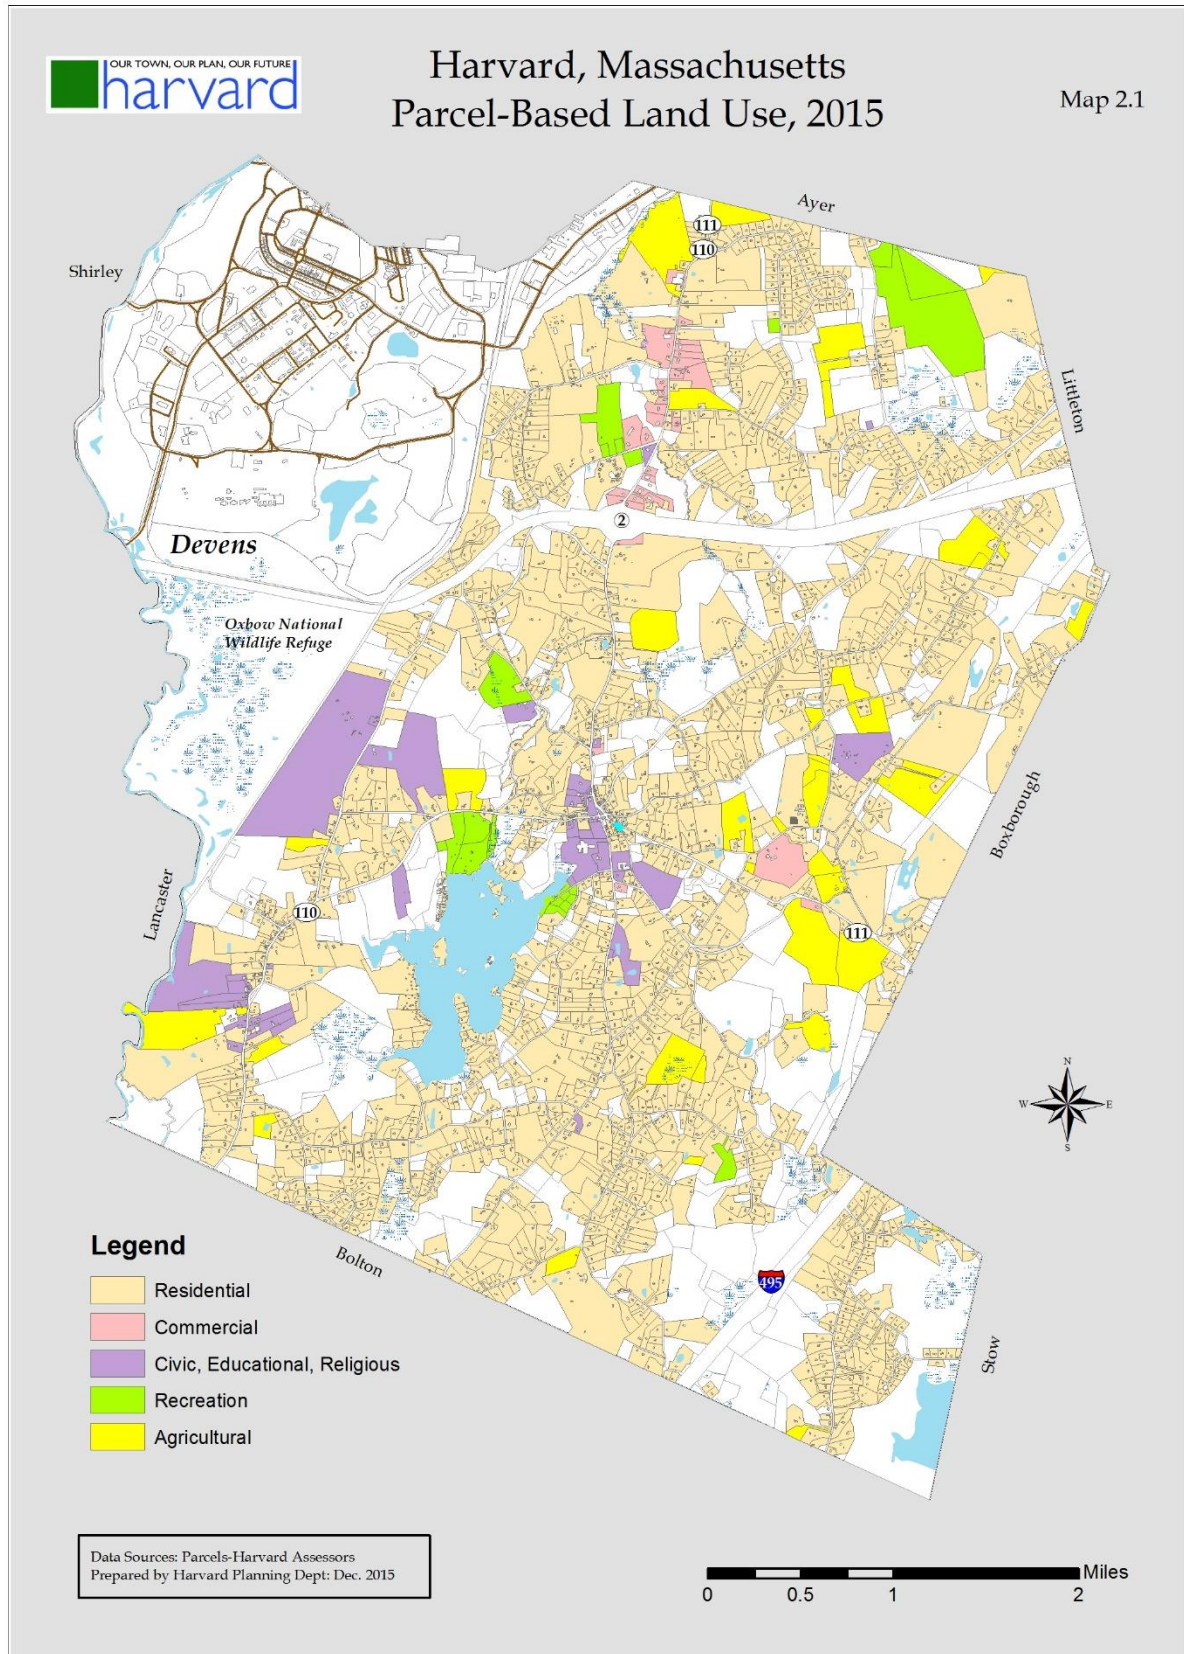 OUR TOWN, OUR PLAN, OUR FUTURE
harvard
Harvard, Massachusetts
Parcel-Based Land Use, 2015
Map 2.1
Ayer
111
110
Shirley
Littleton
2
Devens
Oxbow National
Wildlife Refuge
Boxborough
Lancaster
110
111
N
W
E
S
Legend
Residential
Commercial
Civic, Educational, Religious
Recreation
Agricultural
Bolton
495
Stow
Data Sources: Parcels-Harvard Assessors
Prepared by Harvard Planning Dept: Dec. 2015
Miles
0
0.5
1
2